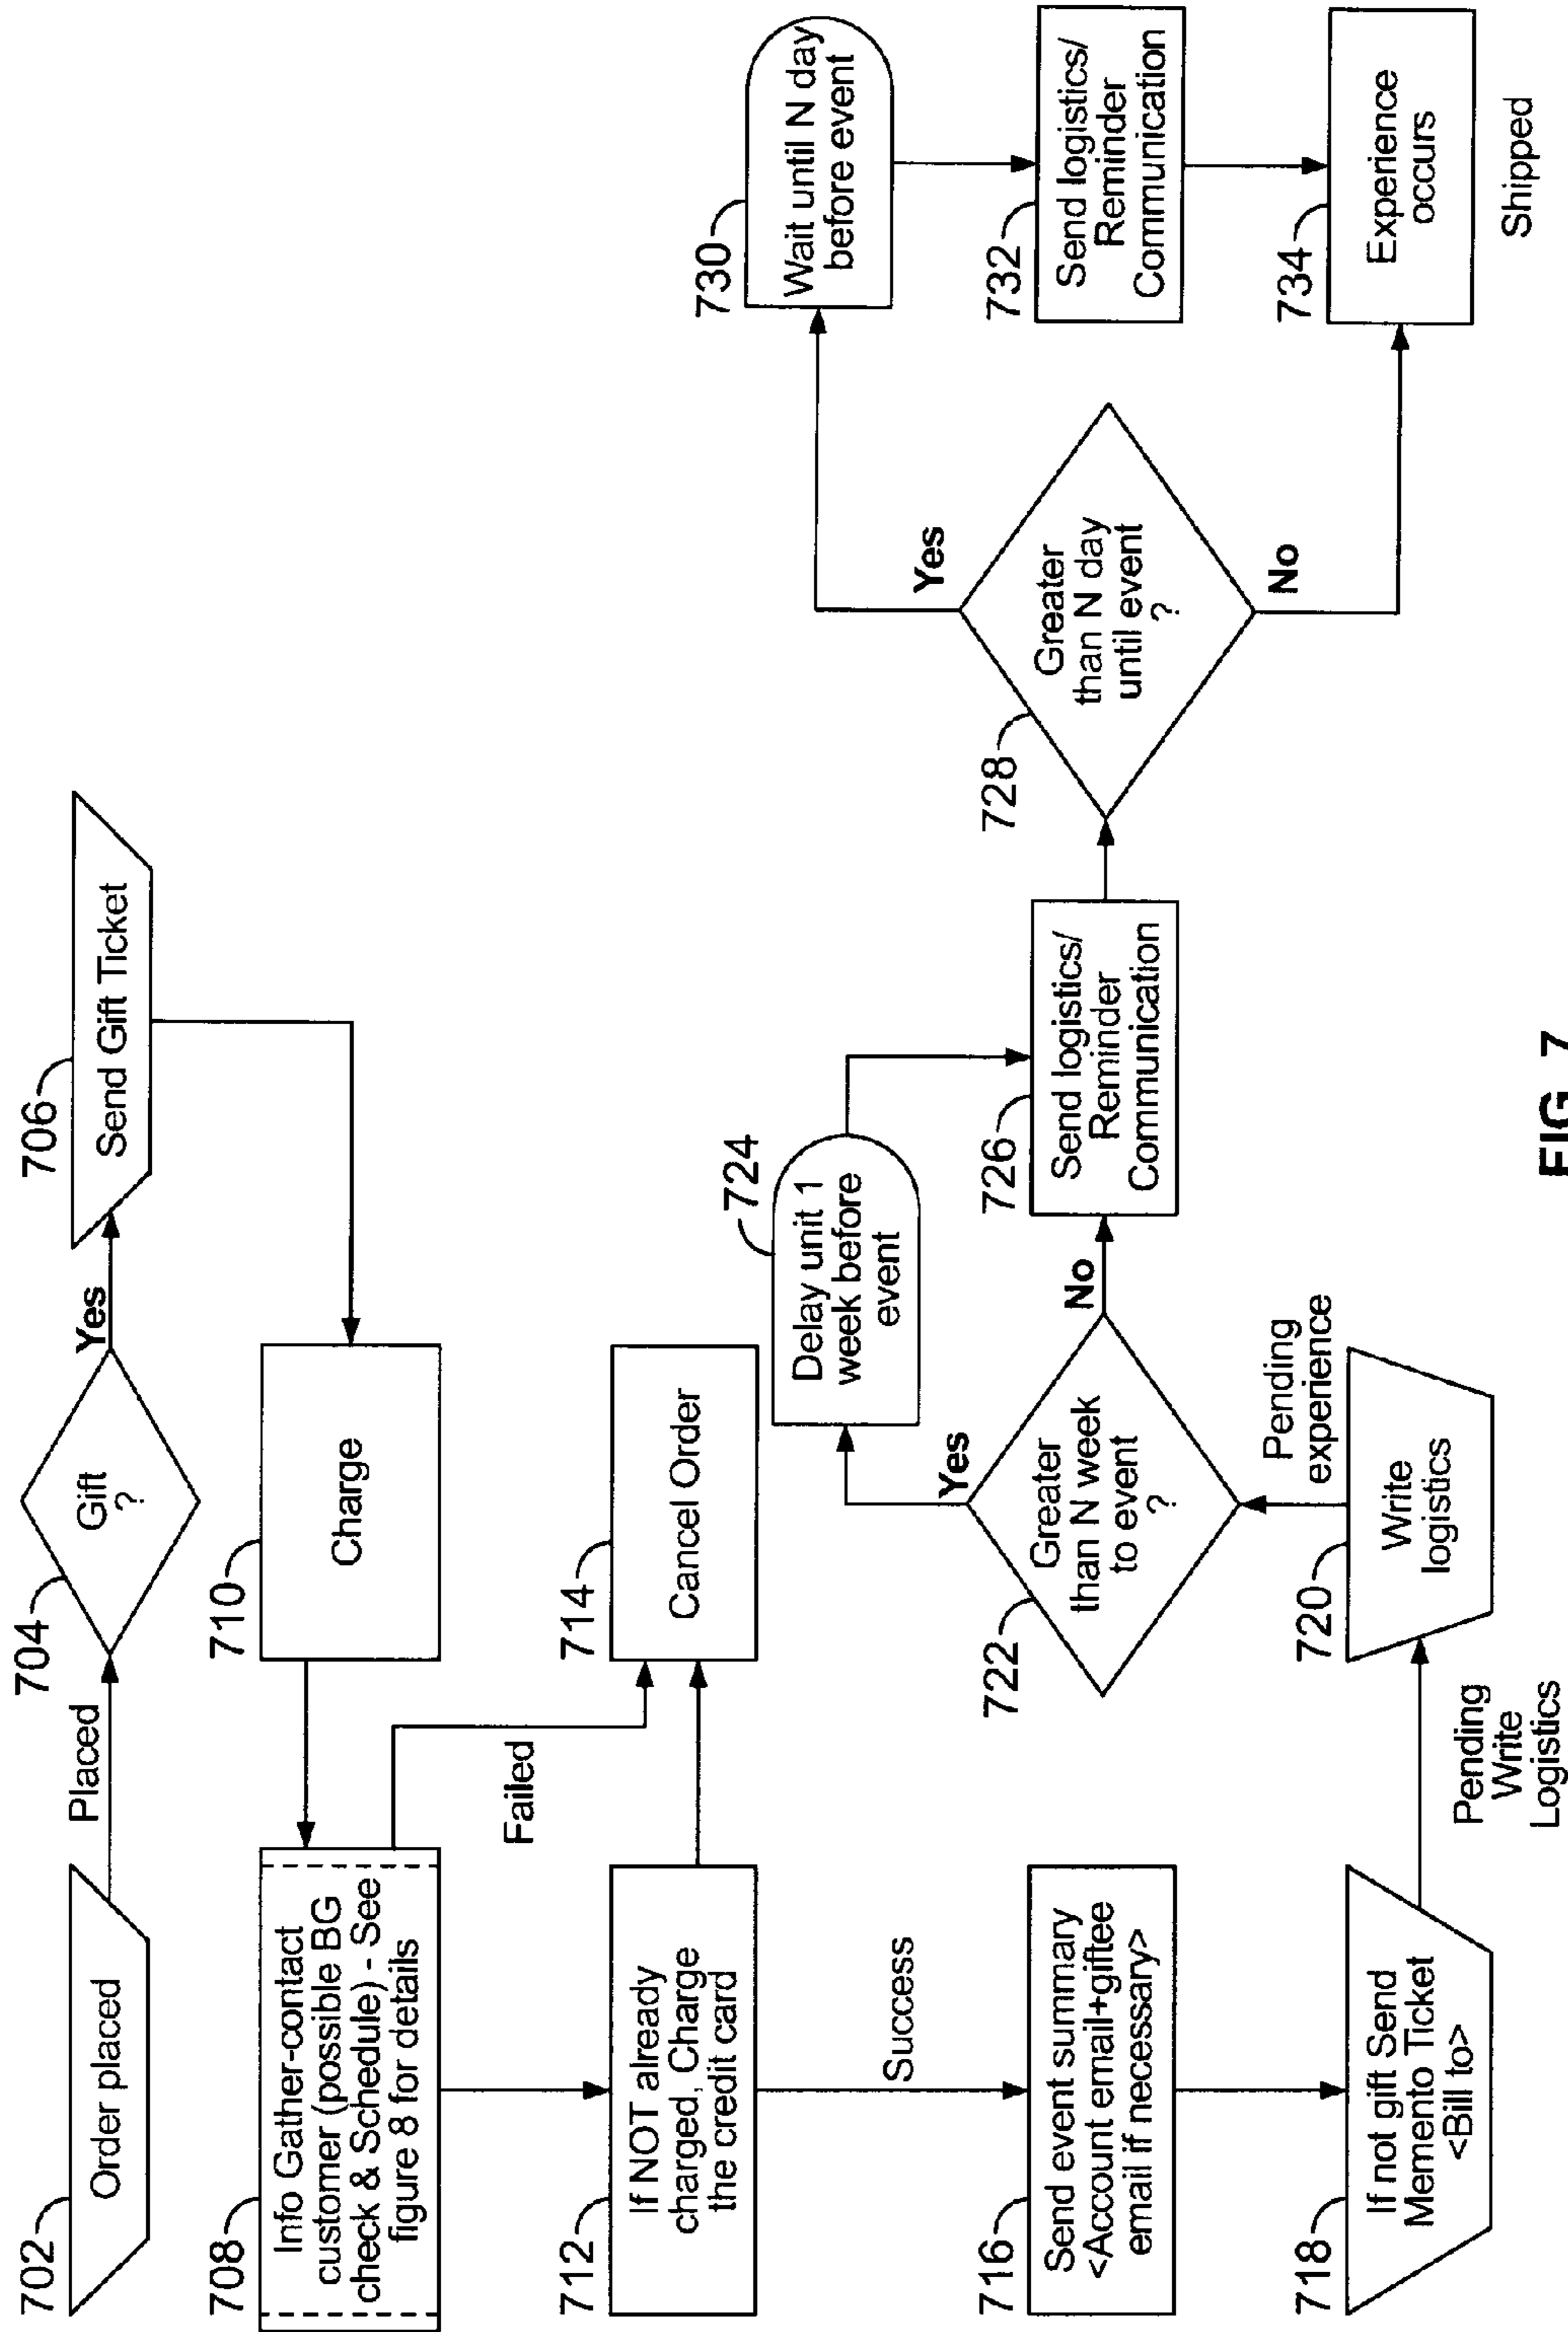 702
Order placed
Placed
704
Gift
?
Yes
706
Send Gift Ticket
708
Info Gather-contact
customer (possible BG
check & Schedule) - See
figure 8 for details
710
Charge
Failed
712
If NOT already
charged, Charge
the credit card
714
Cancel Order
Success
716
Send event summary
<Account email+giftee
email if necessary>
718
If not gift Send
Memento Ticket
<Bill to>
Pending
Write
Logistics
720
Write
logistics
Pending
experience
722
Greater
than N week
to event
?
Yes
No
724
Delay unit 1
week before
event
726
Send logistics/
Reminder
Communication
728
Greater
than N day
until event
?
Yes
No
730
Wait until N day
before event
732
Send logistics/
Reminder
Communication
734
Experience
occurs
Shipped
FIG. 7